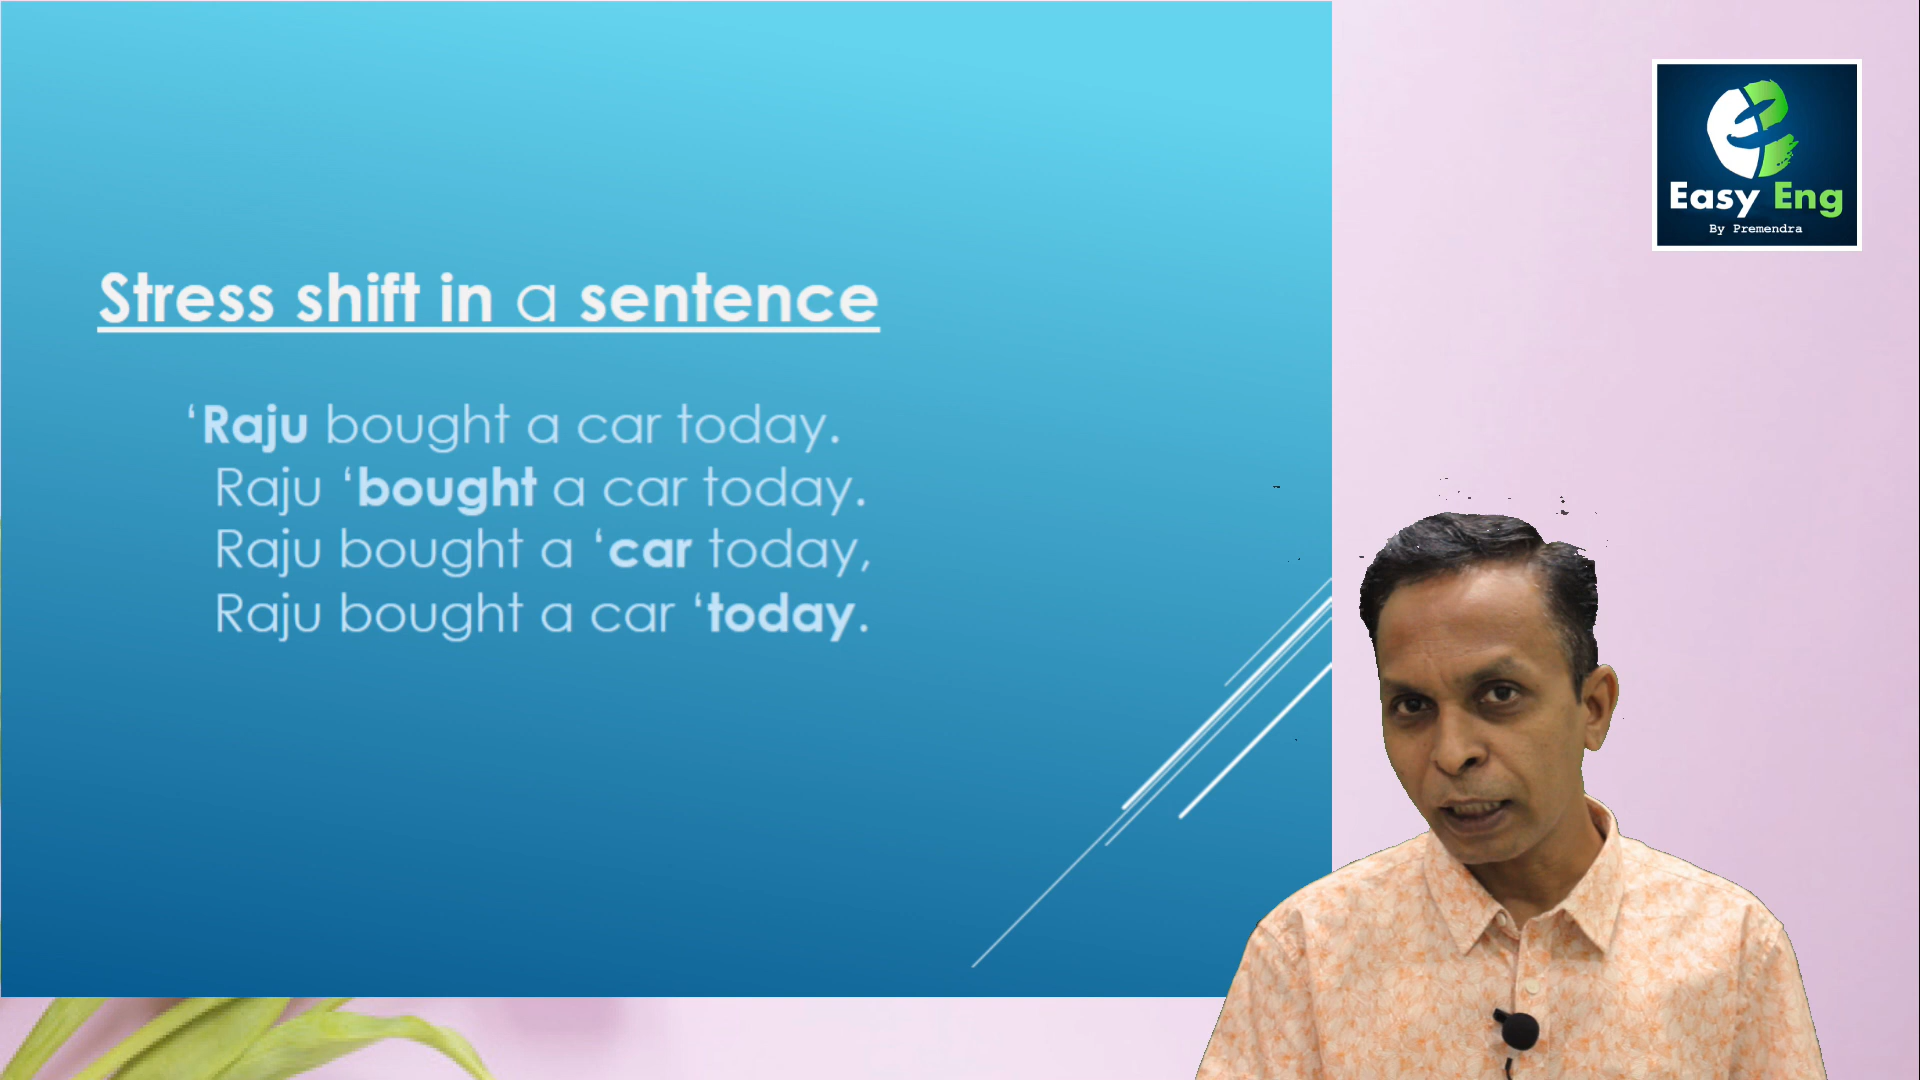 Stress shift in a sentence
‘Raju bought a car today.
Raju ‘bought a car today.
Raju bought a ‘car today,
Raju bought a car ‘today.
Easy Eng
By Premendra